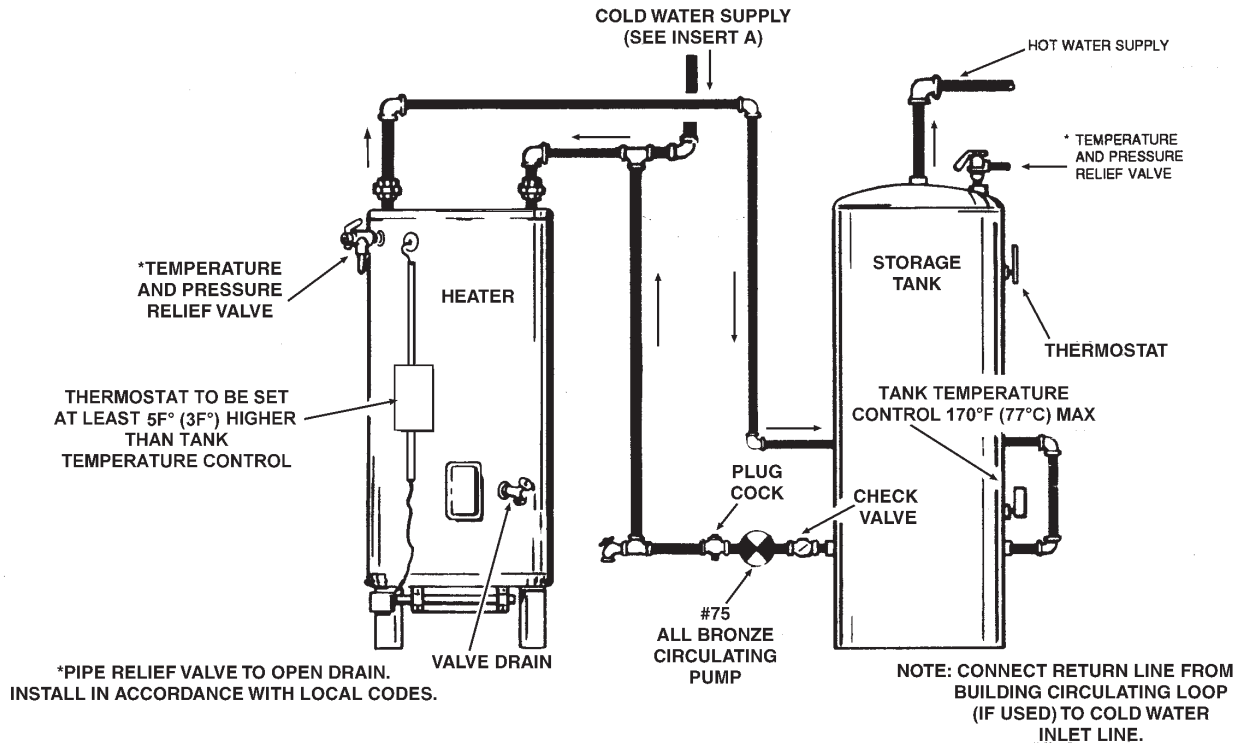 COLD WATER SUPPLY
(SEE INSERT A)
HOT WATER SUPPLY
* TEMPERATURE
AND PRESSURE
RELIEF VALVE
*TEMPERATURE
AND PRESSURE
RELIEF VALVE
HEATER
STORAGE
TANK
THERMOSTAT
THERMOSTAT TO BE SET
AT LEAST 5F° (3F°) HIGHER
THAN TANK
TEMPERATURE CONTROL
TANK TEMPERATURE
CONTROL 170°F (77°C) MAX
PLUG
COCK
CHECK
VALVE
#75
ALL BRONZE
CIRCULATING
PUMP
VALVE DRAIN
*PIPE RELIEF VALVE TO OPEN DRAIN.
INSTALL IN ACCORDANCE WITH LOCAL CODES.
NOTE: CONNECT RETURN LINE FROM
BUILDING CIRCULATING LOOP
(IF USED) TO COLD WATER
INLET LINE.